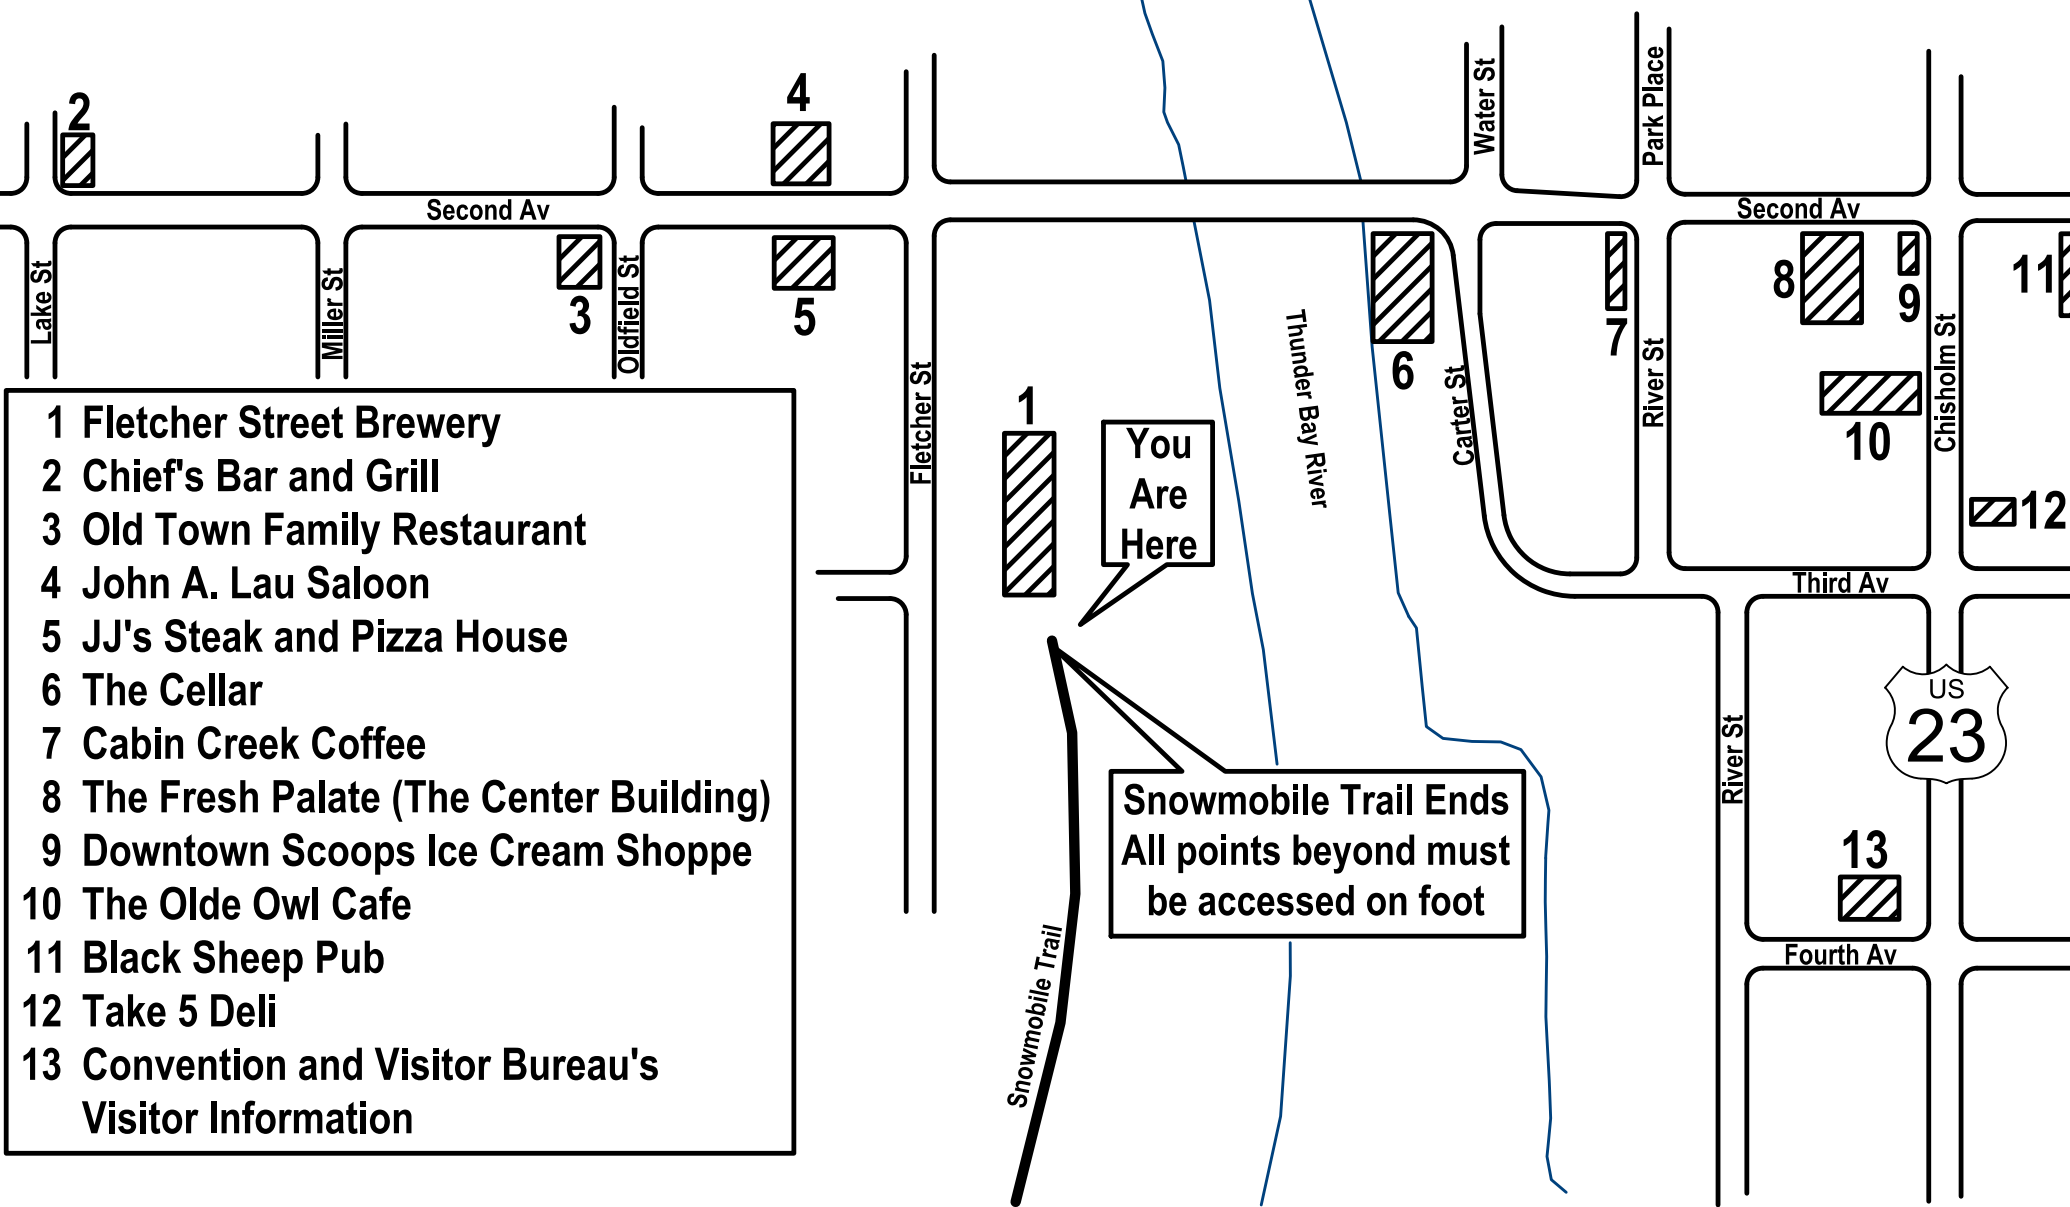 2
4
Water St
Park Place
Second Av
Second Av
Lake St
Miller St
3
Oldfield St
5
Fletcher St
1
You
Are
Here
Thunder Bay River
6
Carter St
7
River St
8
9
10
Chisholm St
11
12
Third Av
1 Fletcher Street Brewery
2 Chief's Bar and Grill
3 Old Town Family Restaurant
4 John A. Lau Saloon
5 JJ's Steak and Pizza House
6 The Cellar
7 Cabin Creek Coffee
8 The Fresh Palate (The Center Building)
9 Downtown Scoops Ice Cream Shoppe
10 The Olde Owl Cafe
11 Black Sheep Pub
12 Take 5 Deli
13 Convention and Visitor Bureau's
Visitor Information
Snowmobile Trail Ends
All points beyond must
be accessed on foot
Snowmobile Trail
River St
US
23
13
Fourth Av